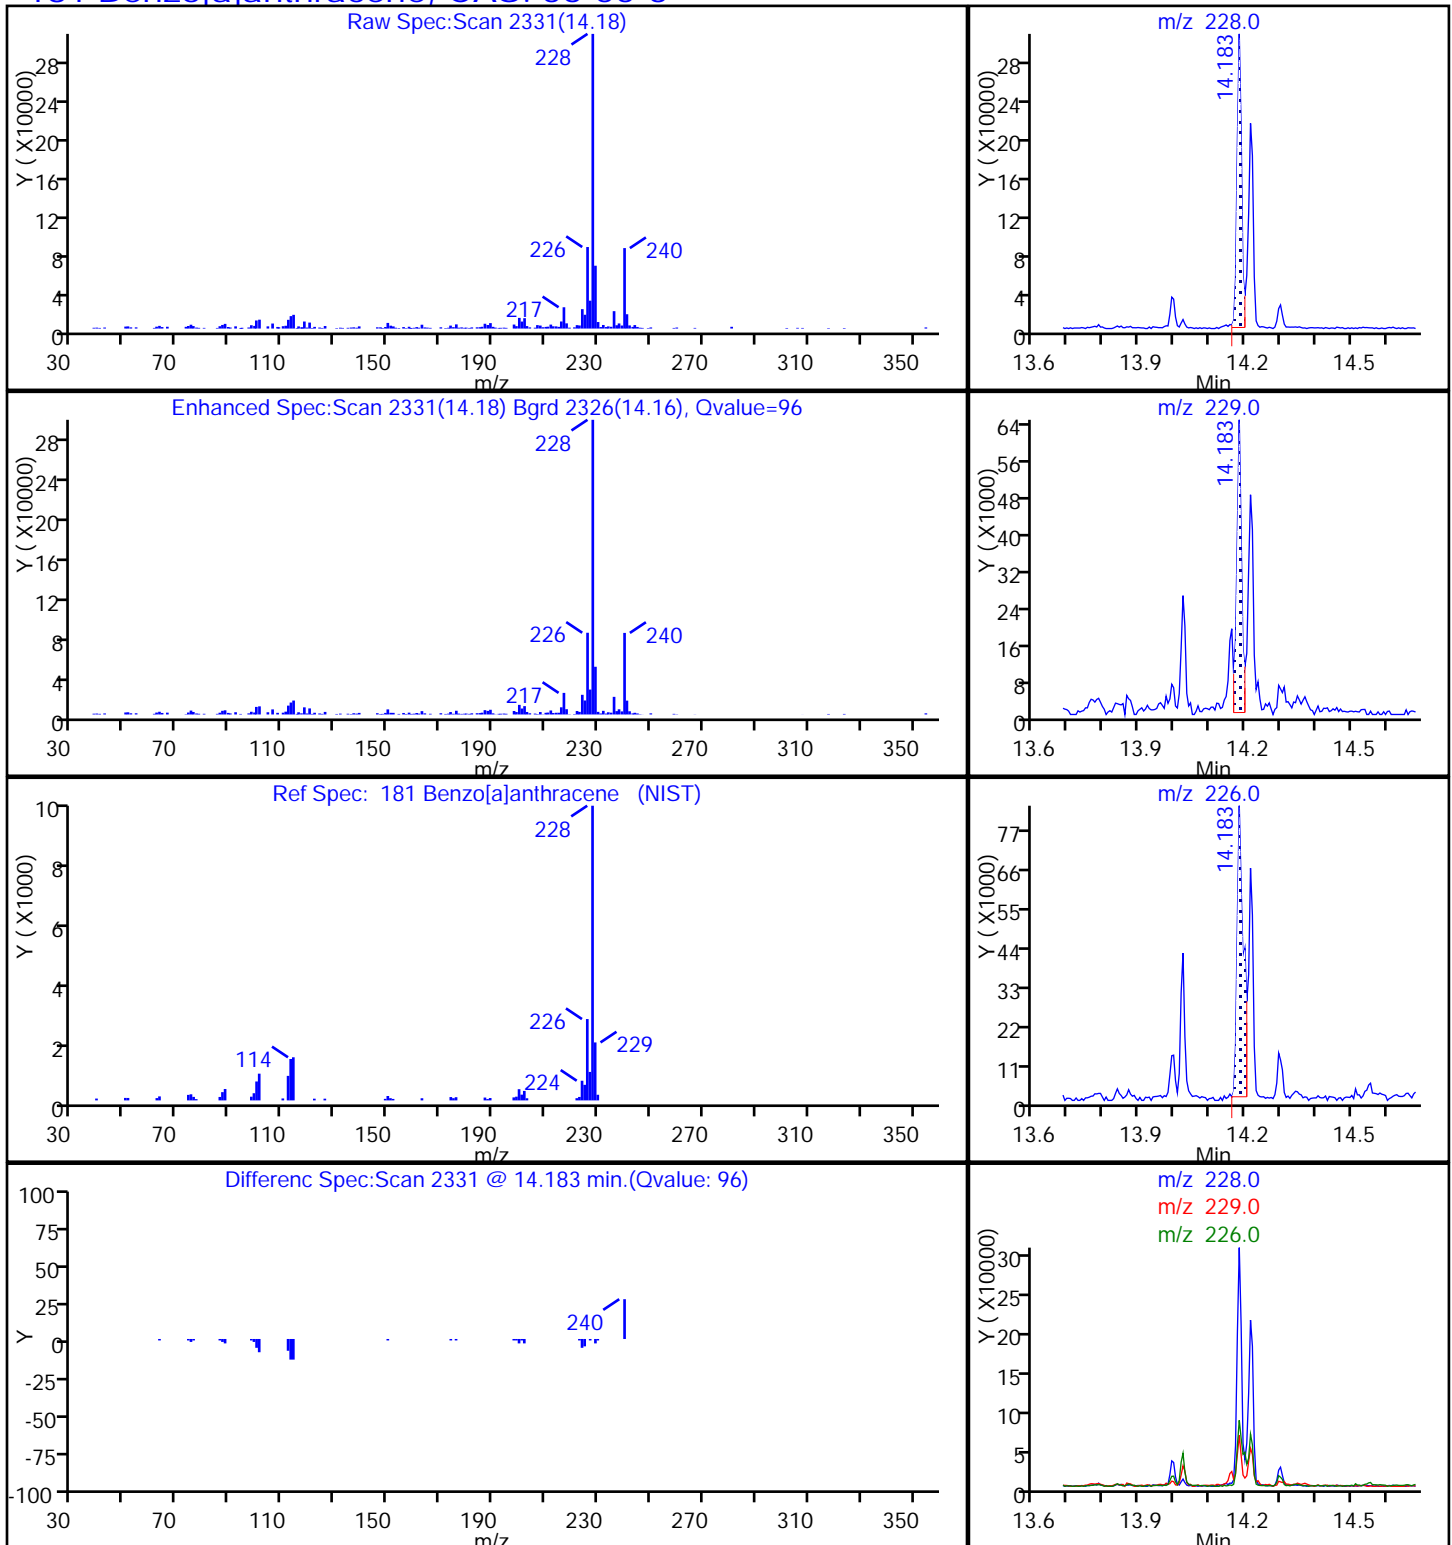 Raw Spec:Scan 2331(14.18)
Y ( X10000)
28
24
20
16
12
8
4
0
228
226
240
217
30 70 110 150 190 230 270 310 350
m/z
m/z 228.0
Y ( X10000)
28
24
20
16
12
8
4
0
14.183
13.6 13.9 14.2 14.5
Min
Enhanced Spec:Scan 2331(14.18) Bgrd 2326(14.16), Qvalue=96
Y ( X10000)
28
24
20
16
12
8
4
0
228
226
240
217
30 70 110 150 190 230 270 310 350
m/z
m/z 229.0
Y ( X1000)
64
56
48
40
32
24
16
8
0
14.183
13.6 13.9 14.2 14.5
Min
Ref Spec: 181 Benzo[a]anthracene (NIST)
Y ( X1000)
10
8
6
4
2
0
228
226
229
114
224
30 70 110 150 190 230 270 310 350
m/z
m/z 226.0
Y ( X1000)
77
66
55
44
33
22
11
0
14.183
13.6 13.9 14.2 14.5
Min
Differenc Spec:Scan 2331 @ 14.183 min.(Qvalue: 96)
Y
100
75
50
25
0
-25
-50
-75
-100
240
30 70 110 150 190 230 270 310 350
m/z
m/z 228.0
m/z 229.0
m/z 226.0
Y ( X10000)
30
25
20
15
10
5
0
13.6 13.9 14.2 14.5
Min